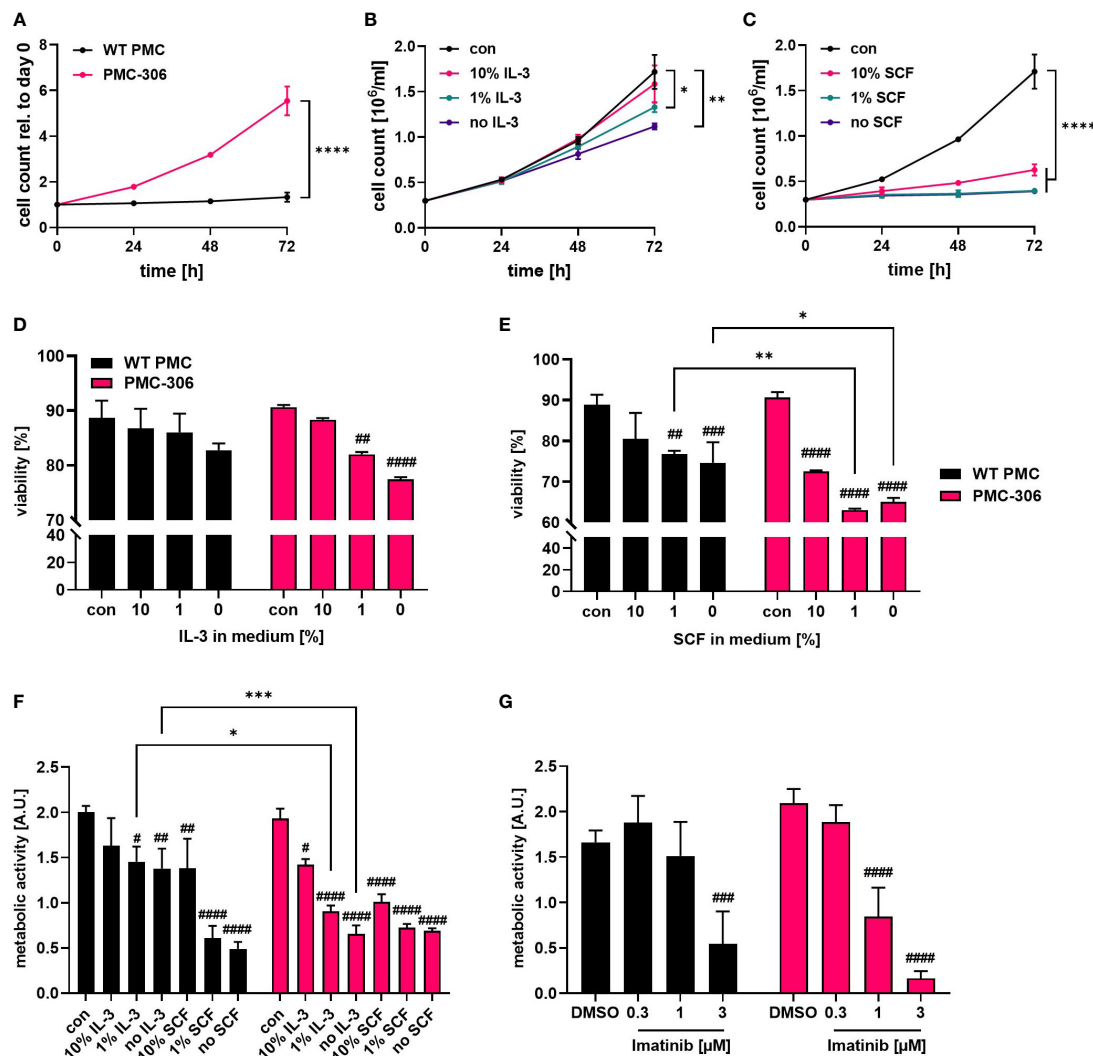 A
WT PMC
PMC-306
cell count rel. to day 0
8
6
4
2
0
****
0 24 48 72
time [h]
B
con
10% IL-3
1% IL-3
no IL-3
cell count [10⁶/ml]
2.0
1.5
1.0
0.5
0.0
*
**
0 24 48 72
time [h]
C
con
10% SCF
1% SCF
no SCF
cell count [10⁶/ml]
2.0
1.5
1.0
0.5
0.0
****
0 24 48 72
time [h]
D
WT PMC
PMC-306
viability [%]
100
90
80
70
40
20
0
##
####
con 10 1 0 con 10 1 0
IL-3 in medium [%]
E
*
**
viability [%]
100
90
80
70
60
40
20
0
## ### #### #### ####
con 10 1 0 con 10 1 0
SCF in medium [%]
WT PMC
PMC-306
F
***
*
metabolic activity [A.U.]
2.5
2.0
1.5
1.0
0.5
0.0
# ## ## #### #### # #### #### #### #### ####
con 10% IL-3 1% IL-3 no IL-3 10% SCF 1% SCF no SCF con 10% IL-3 1% IL-3 no IL-3 10% SCF 1% SCF no SCF
G
metabolic activity [A.U.]
2.5
2.0
1.5
1.0
0.5
0.0
### #### ####
DMSO 0.3 1 3 DMSO 0.3 1 3
Imatinib [µM] Imatinib [µM]